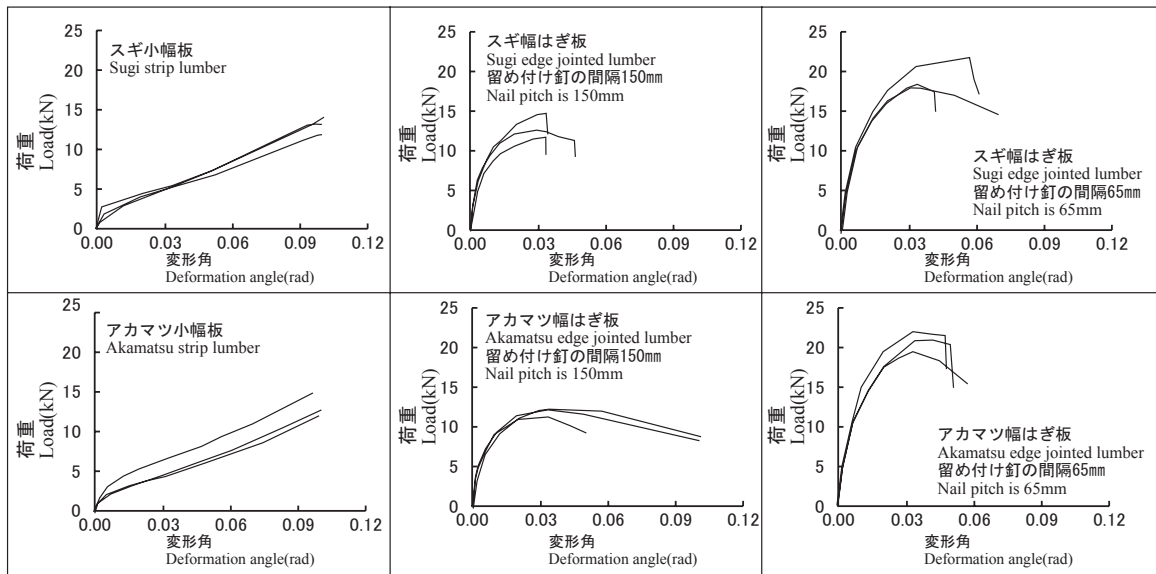 25
20
15
10
5
0
荷重
Load(kN)
スギ小幅板
Sugi strip lumber
0.00 0.03 0.06 0.09 0.12
変形角
Deformation angle(rad)
25
20
15
10
5
0
荷重
Load(kN)
スギ幅はぎ板
Sugi edge jointed lumber
留め付け釘の間隔150mm
Nail pitch is 150mm
0.00 0.03 0.06 0.09 0.12
変形角
Deformation angle(rad)
25
20
15
10
5
0
荷重
Load(kN)
スギ幅はぎ板
Sugi edge jointed lumber
留め付け釘の間隔65mm
Nail pitch is 65mm
0.00 0.03 0.06 0.09 0.12
変形角
Deformation angle(rad)
25
20
15
10
5
0
荷重
Load(kN)
アカマツ小幅板
Akamatsu strip lumber
0.00 0.03 0.06 0.09 0.12
変形角
Deformation angle(rad)
25
20
15
10
5
0
荷重
Load(kN)
アカマツ幅はぎ板
Akamatsu edge jointed lumber
留め付け釘の間隔150mm
Nail pitch is 150mm
0.00 0.03 0.06 0.09 0.12
変形角
Deformation angle(rad)
25
20
15
10
5
0
荷重
Load(kN)
アカマツ幅はぎ板
Akamatsu edge jointed lumber
留め付け釘の間隔65mm
Nail pitch is 65mm
0.00 0.03 0.06 0.09 0.12
変形角
Deformation angle(rad)